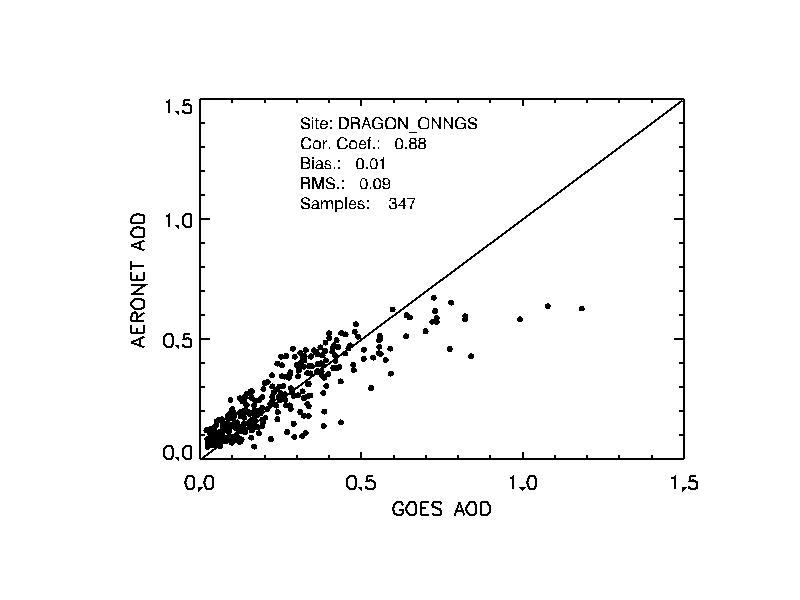 1.5
Site: DRAGON_ONNGS
Cor. Coef.: 0.88
Bias.: 0.01
RMS.: 0.09
Samples: 347
1.0
AERONET AOD
0.5
0.0
0.0 0.5 1.0 1.5
GOES AOD